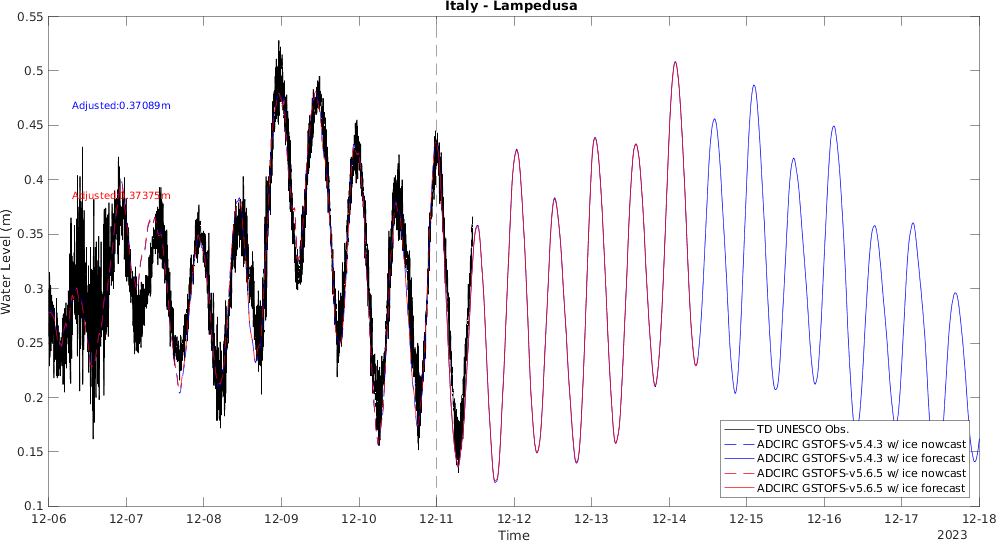 Italy - Lampedusa
0.55
0.5
0.45
0.4
0.35
0.3
0.25
0.2
0.15
0.1
Water Level (m)
Adjusted:0.37089m
Adjusted:0.37375m
TD UNESCO Obs.
ADCIRC GSTOFS-v5.4.3 w/ ice nowcast
ADCIRC GSTOFS-v5.4.3 w/ ice forecast
ADCIRC GSTOFS-v5.6.5 w/ ice nowcast
ADCIRC GSTOFS-v5.6.5 w/ ice forecast
12-06 12-07 12-08 12-09 12-10 12-11 12-12 12-13 12-14 12-15 12-16 12-17 12-18
Time
2023